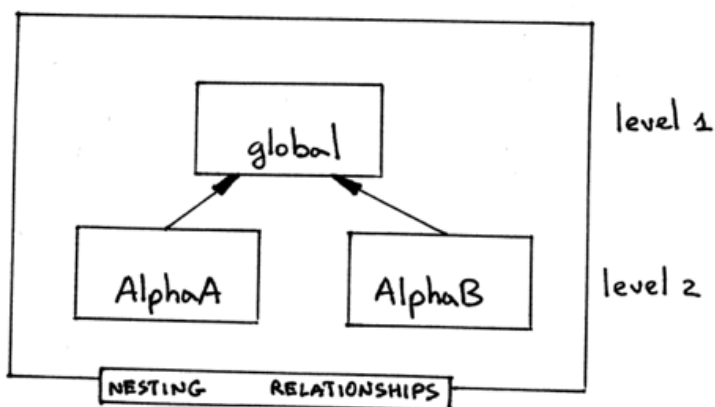 global
level 1
AlphaA
AlphaB
level 2
NESTING RELATIONSHIPS